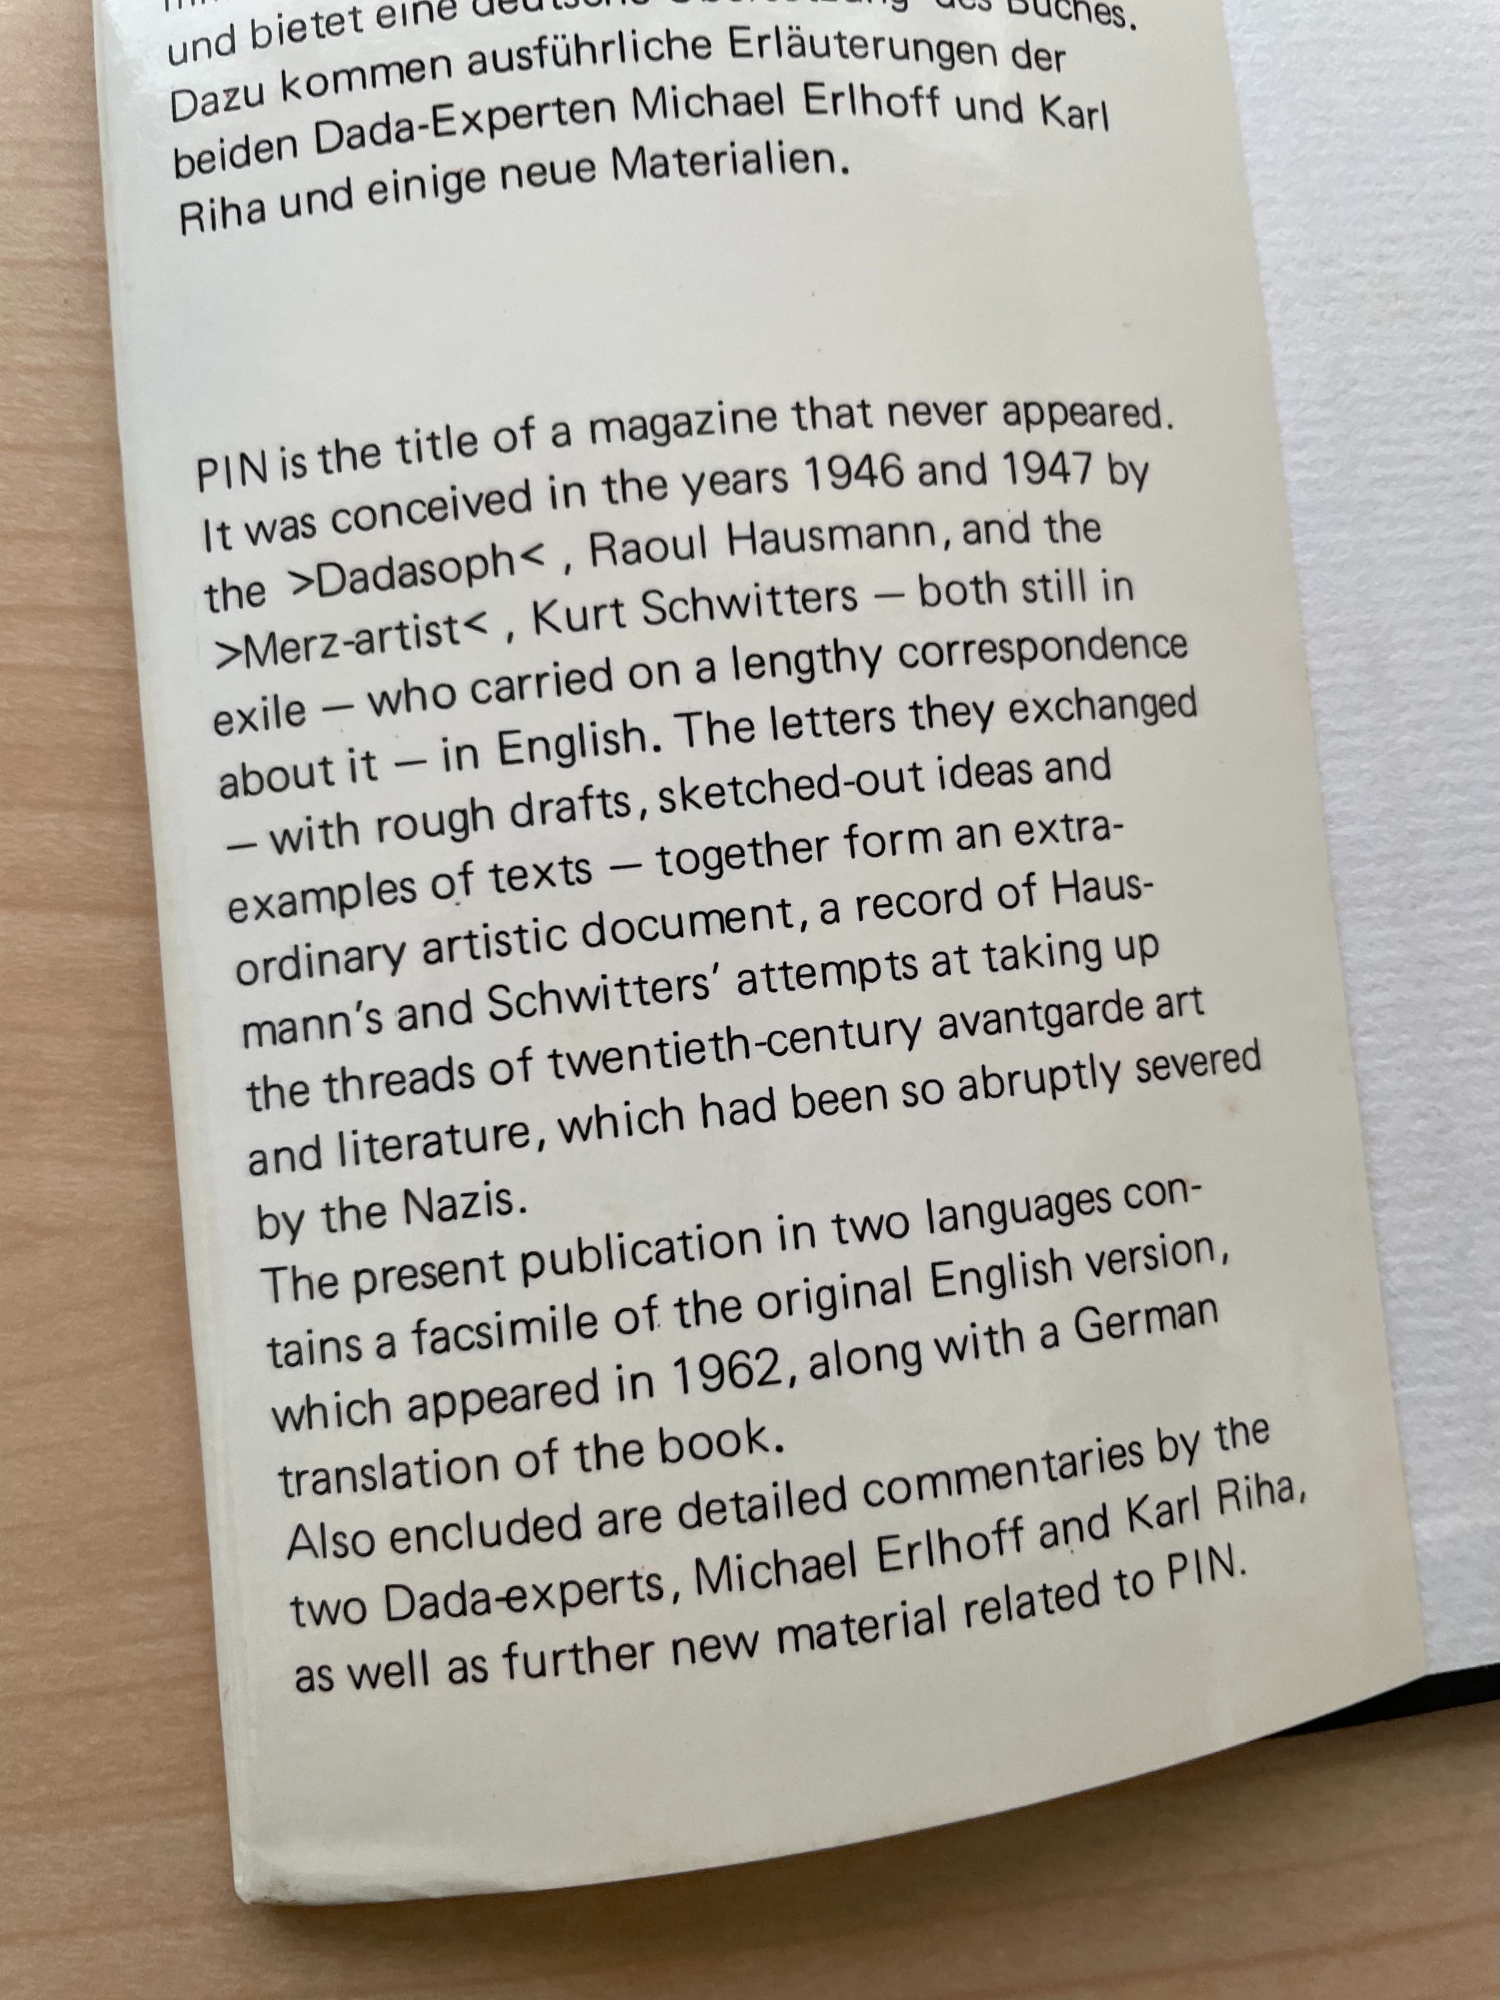 und bietet eine deutsche Übersetzung des Buches.
Dazu kommen ausführliche Erläuterungen der
beiden Dada-Experten Michael Erlhoff und Karl
Riha und einige neue Materialien.
PIN is the title of a magazine that never appeared.
It was conceived in the years 1946 and 1947 by
the >Dadasoph< , Raoul Hausmann, and the
>Merz-artist< , Kurt Schwitters — both still in
exile — who carried on a lengthy correspondence
about it — in English. The letters they exchanged
— with rough drafts, sketched-out ideas and
examples of texts — together form an extra-
ordinary artistic document, a record of Haus-
mann's and Schwitters' attempts at taking up
the threads of twentieth-century avantgarde art
and literature, which had been so abruptly severed
by the Nazis.
The present publication in two languages con-
tains a facsimile of the original English version,
which appeared in 1962, along with a German
translation of the book.
Also encluded are detailed commentaries by the
two Dada-experts, Michael Erlhoff and Karl Riha,
as well as further new material related to PIN.